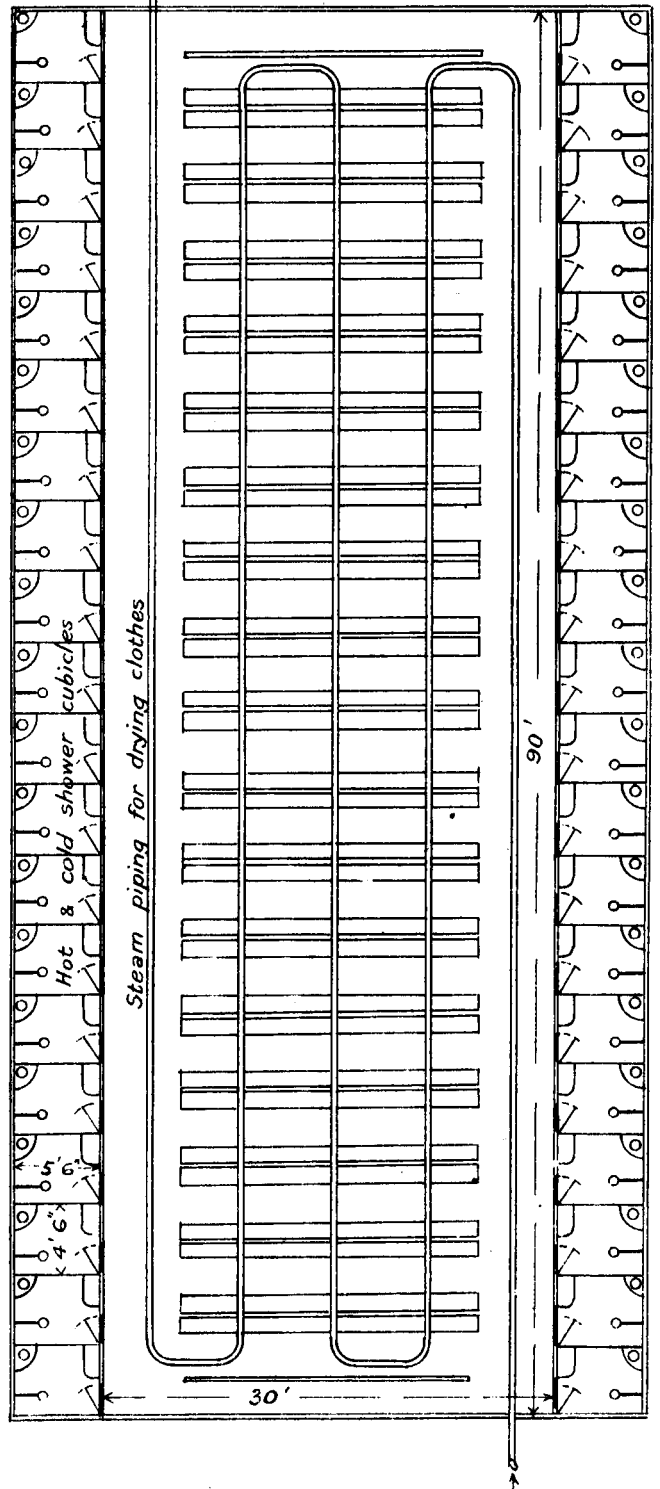 Hot & cold shower cubicles
Steam piping for drying clothes
90'
5' 6"
4' 6"
30'